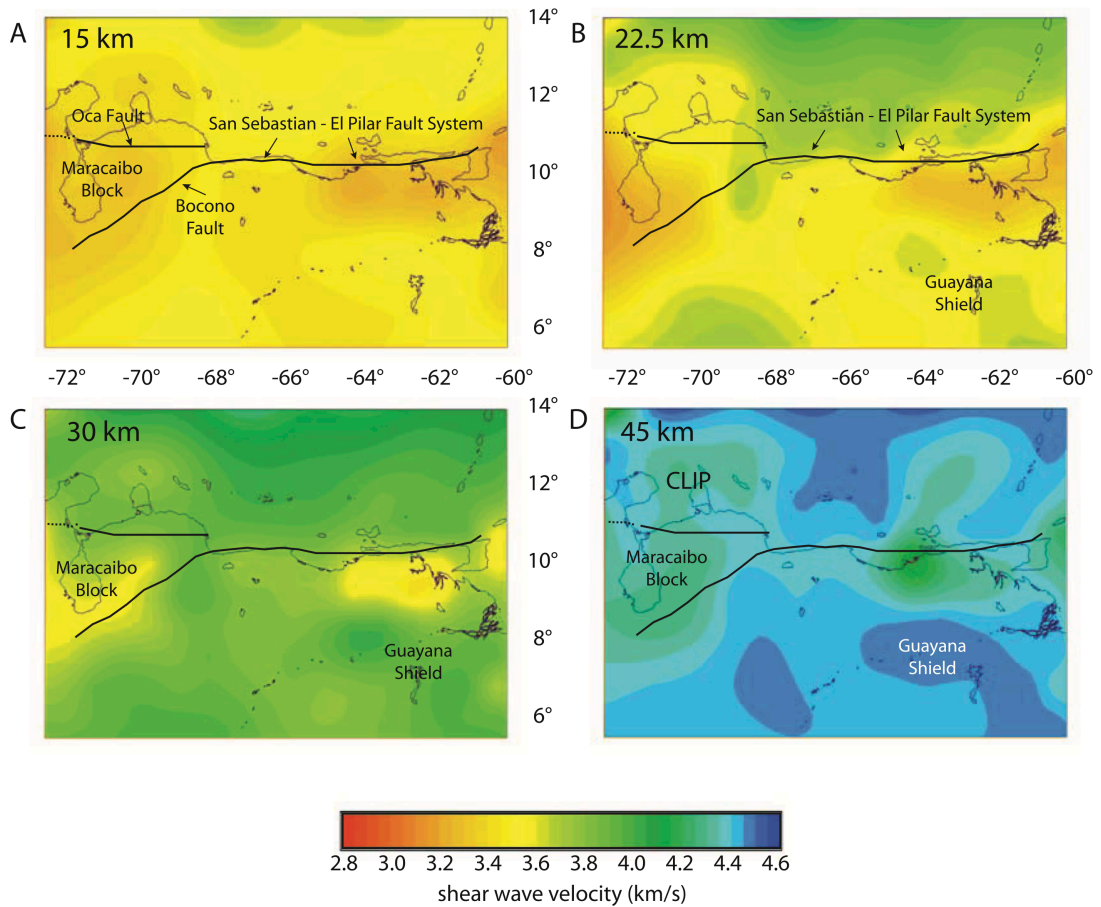 A
15 km
Oca Fault
San Sebastian - El Pilar Fault System
Maracaibo
Block
Bocono
Fault
14°
12°
10°
8°
6°
B
22.5 km
San Sebastian - El Pilar Fault System
Guayana
Shield
-72° -70° -68° -66° -64° -62° -60°
-72° -70° -68° -66° -64° -62° -60°
C
30 km
Maracaibo
Block
Guayana
Shield
14°
12°
10°
8°
6°
D
45 km
CLIP
Maracaibo
Block
Guayana
Shield
2.8 3.0 3.2 3.4 3.6 3.8 4.0 4.2 4.4 4.6
shear wave velocity (km/s)